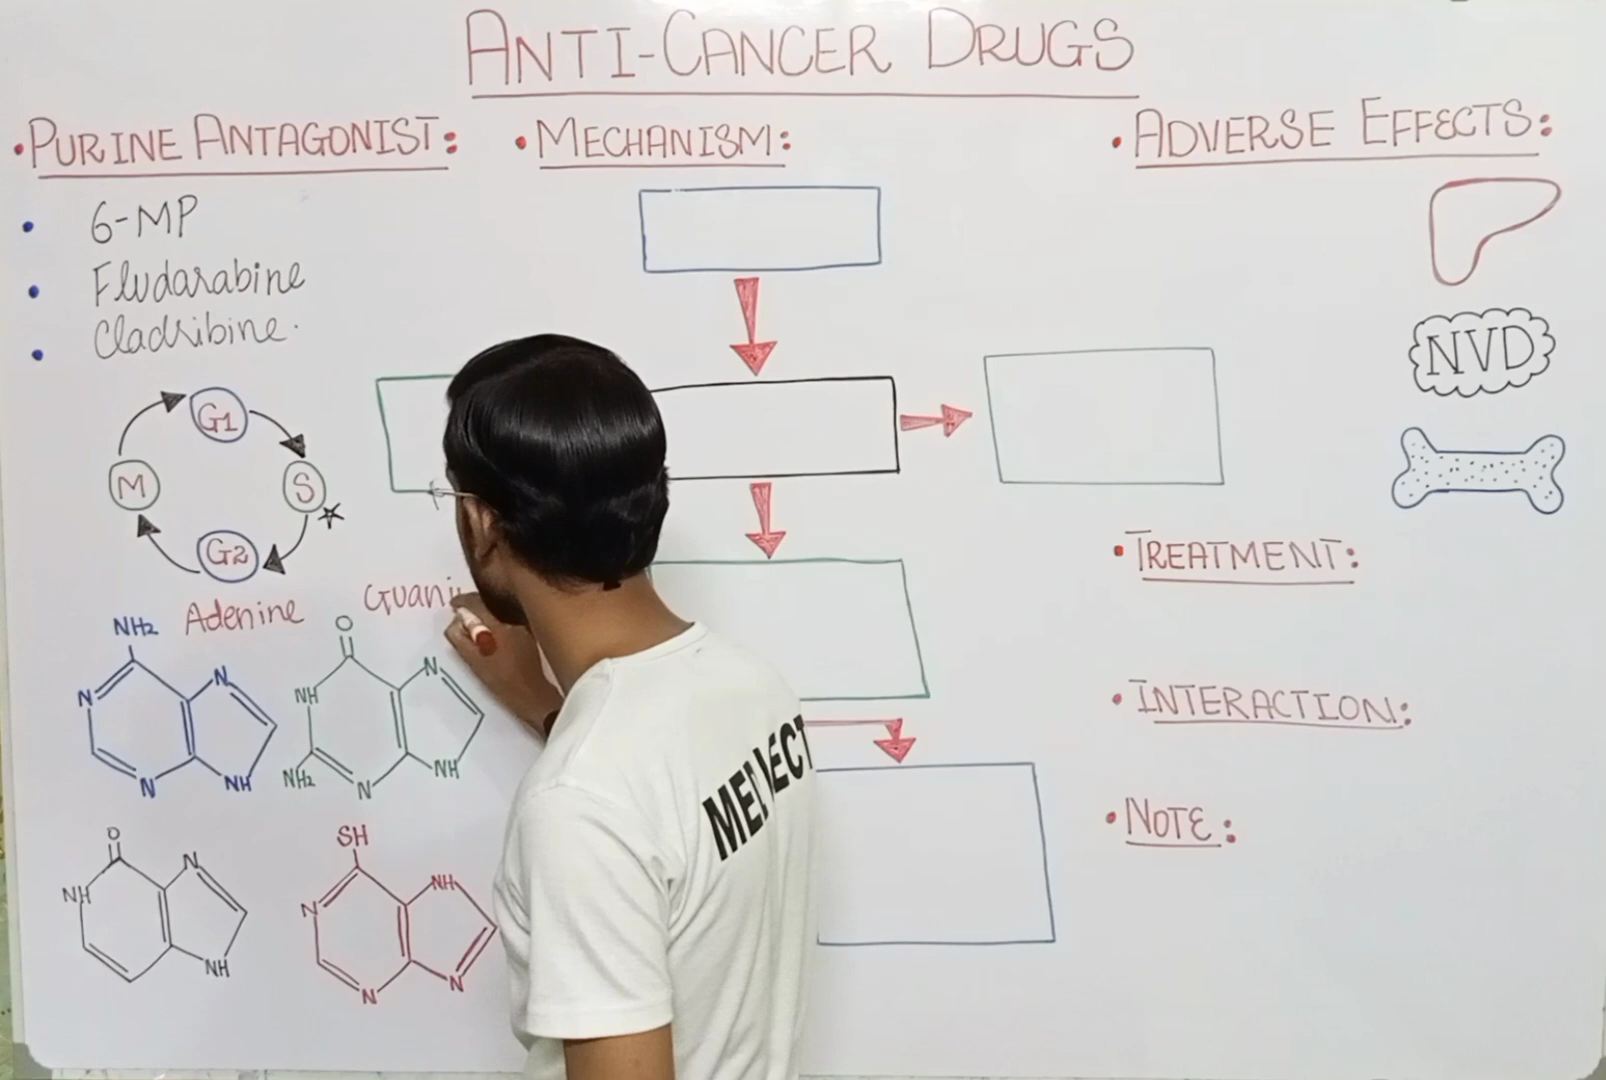 ANTI-CANCER DRUGS
•PURINE ANTAGONIST:
• 6-MP
• Fludarabine
• Cladribine.
G1
S
G2
M
Adenine
NH2
N
N
N
NH
Guani
O
NH
N
NH2
N
NH
O
NH
N
NH
SH
N
NH
N
N
•MECHANISM:
•ADVERSE EFFECTS:
NVD
•TREATMENT:
•INTERACTION:
•NOTE: